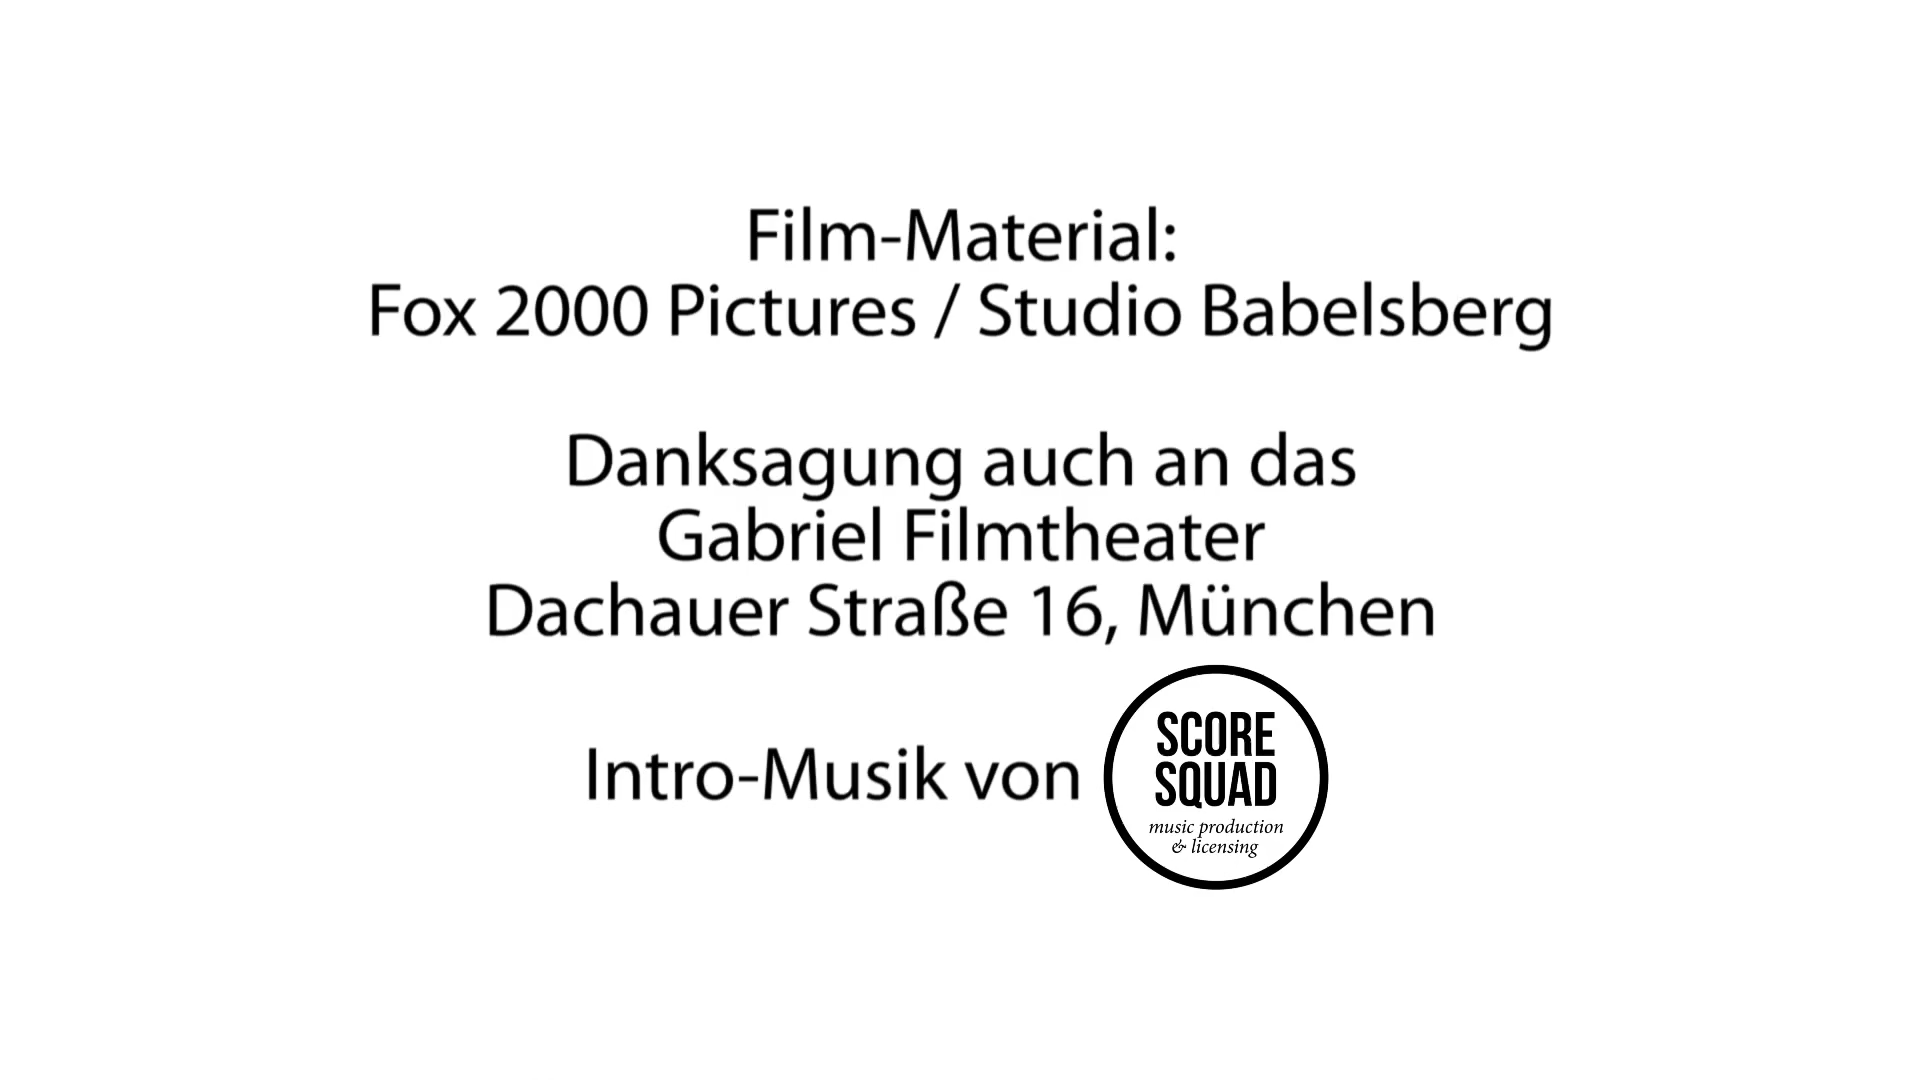 Film-Material:
Fox 2000 Pictures / Studio Babelsberg
Danksagung auch an das
Gabriel Filmtheater
Dachauer Straße 16, München
Intro-Musik von
SCORE
SQUAD
music production
& licensing